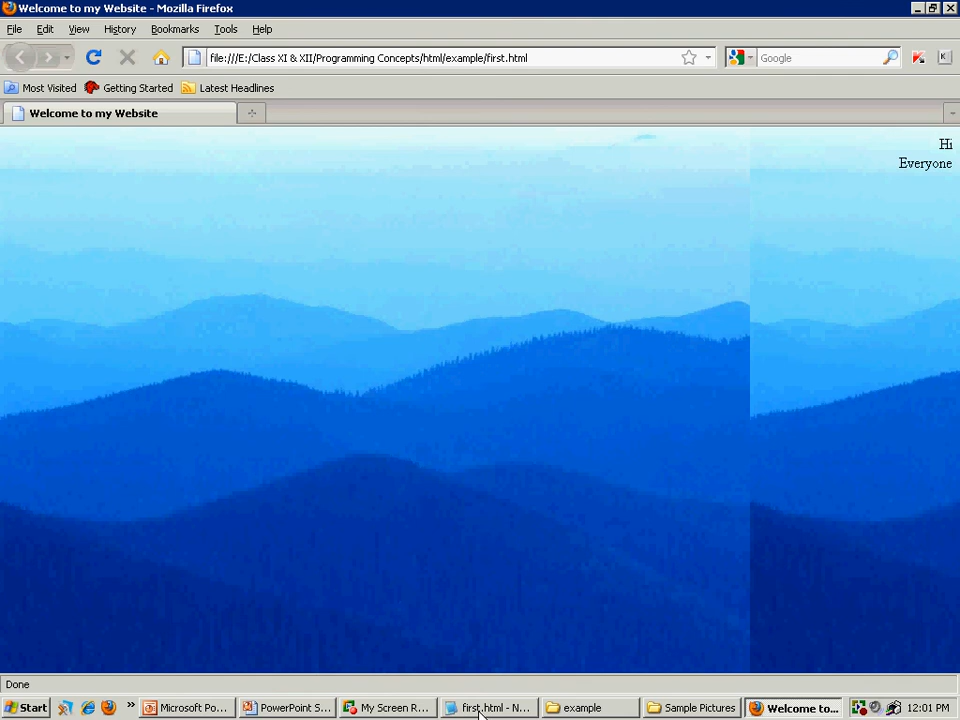 Welcome to my Website - Mozilla Firefox
File Edit View History Bookmarks Tools Help
file:///E:/Class XI & XII/Programming Concepts/html/example/first.html
Google
Most Visited Getting Started Latest Headlines
Welcome to my Website
Hi
Everyone
Done
Start Microsoft Po... PowerPoint S... My Screen R... first.html - N... example Sample Pictures Welcome to... 12:01 PM